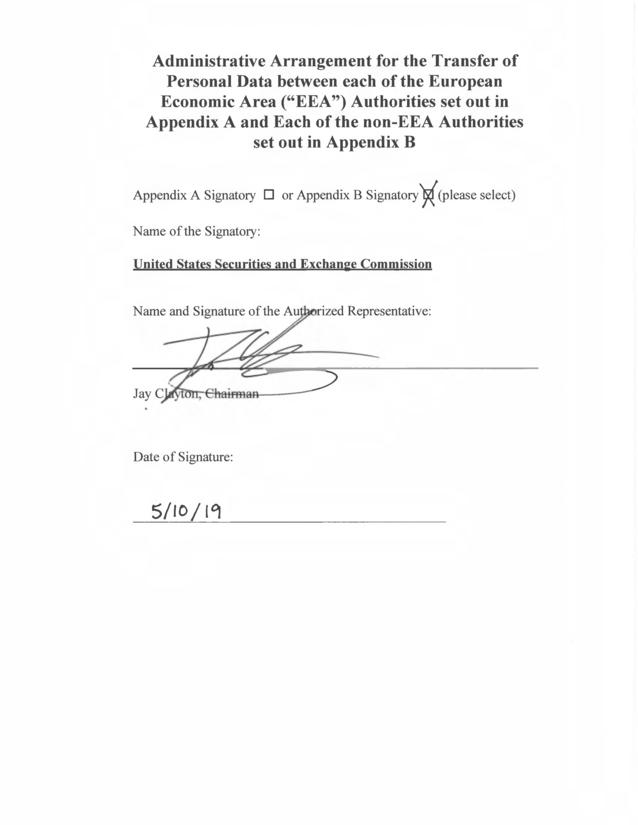 Administrative Arrangement for the Transfer of
Personal Data between each of the European
Economic Area (“EEA”) Authorities set out in
Appendix A and Each of the non-EEA Authorities
set out in Appendix B
Appendix A Signatory ☐ or Appendix B Signatory ☒ (please select)
Name of the Signatory:
United States Securities and Exchange Commission
Name and Signature of the Authorized Representative:
Jay Clayton, Chairman
Date of Signature:
5/10/19